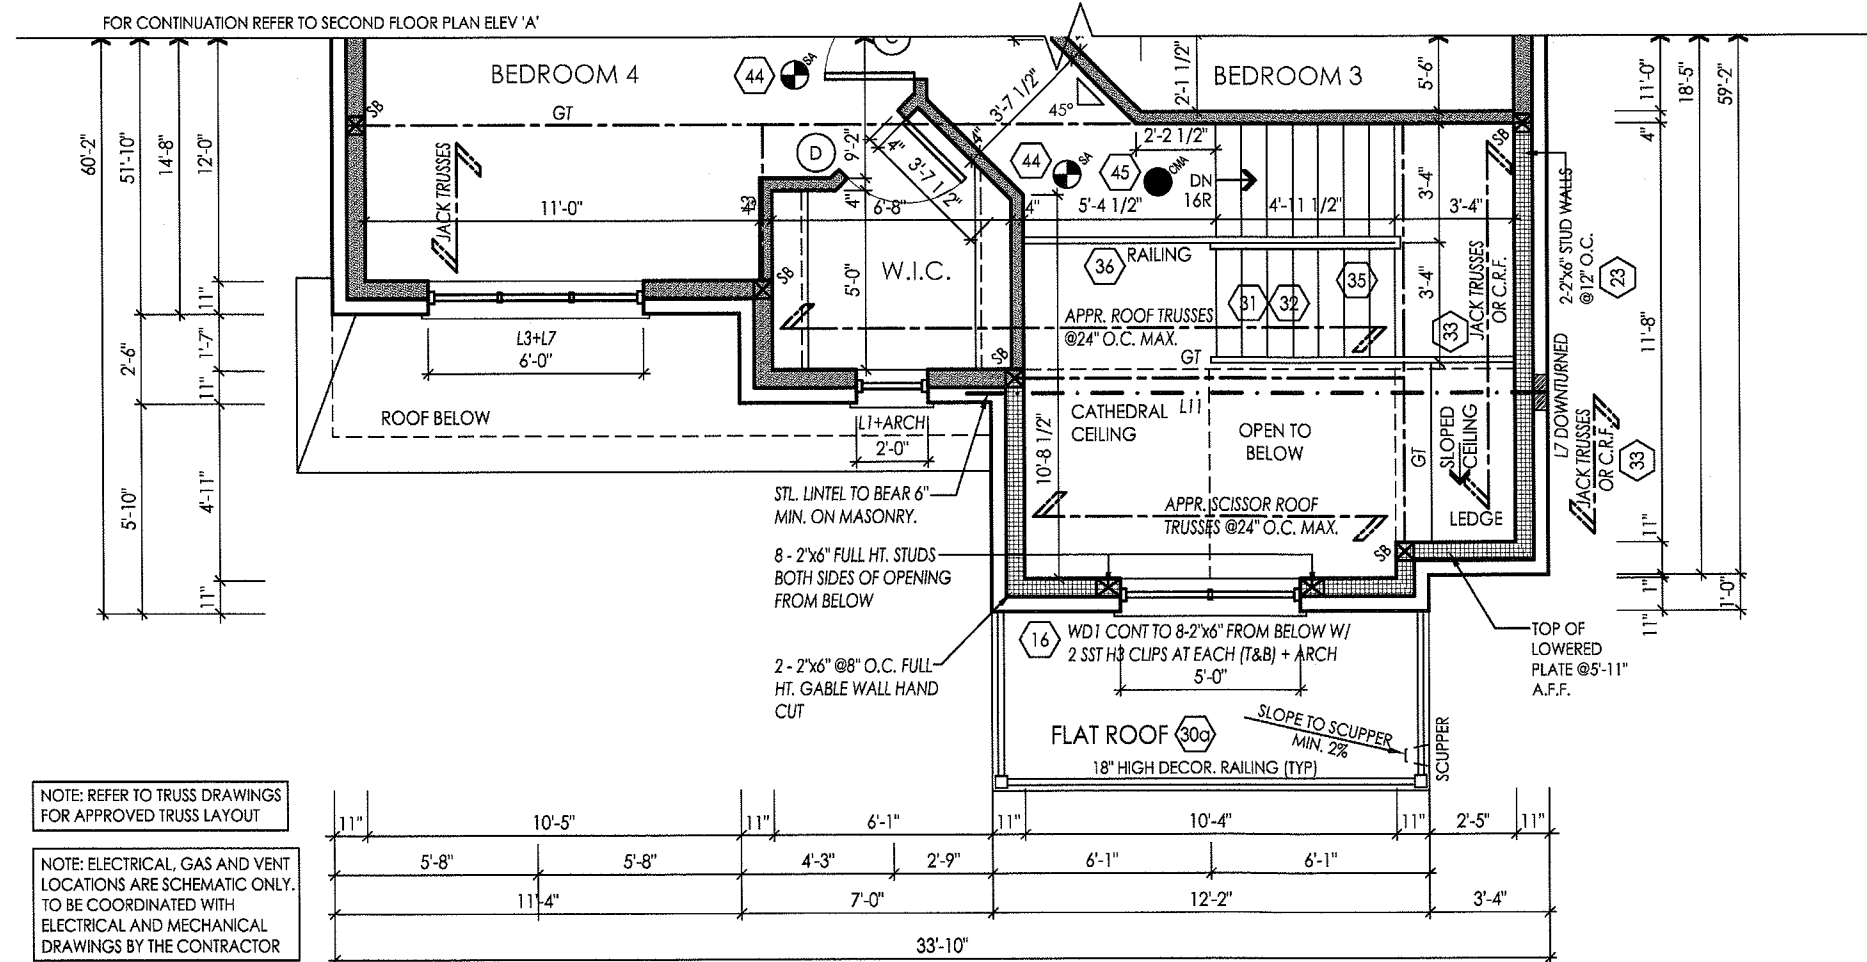 FOR CONTINUATION REFER TO SECOND FLOOR PLAN ELEV 'A'
BEDROOM 4
44
SA
C
BEDROOM 3
SB
GT
3'-7 1/2"
45°
2'-1 1/2"
5'-6"
11'-0"
18'-5"
59'-2"
60'-2"
51'-10"
14'-8"
12'-0"
JACK TRUSSES
D
9'-2"
4"
3'-7 1/2"
4"
44
SA
45
CMA
2'-2 1/2"
DN
16R
SB
4"
3'-4"
11'-0"
4"
6'-8"
4"
5'-4 1/2"
4'-11 1/2"
3'-4"
2-2"x6" STUD WALLS
@12" O.C.
23
SB
W.I.C.
5'-0"
36
RAILING
31
32
35
3'-4"
33
JACK TRUSSES
OR C.R.F.
11"
1'-7"
11"
2'-6"
L3+L7
6'-0"
APPR. ROOF TRUSSES
@24" O.C. MAX.
GT
SB
11'-8"
L7 DOWNTURNED
ROOF BELOW
L1+ARCH
2'-0"
CATHEDRAL
CEILING
L11
OPEN TO
BELOW
10'-8 1/2"
GT
SLOPED
CEILING
JACK TRUSSES
OR C.R.F.
33
4'-11"
5'-10"
11"
STL. LINTEL TO BEAR 6"
MIN. ON MASONRY.
APPR. SCISSOR ROOF
TRUSSES @24" O.C. MAX.
LEDGE
SB
11"
1"
11"
1'-0"
8 - 2"x6" FULL HT. STUDS
BOTH SIDES OF OPENING
FROM BELOW
16
WD1 CONT TO 8-2"x6" FROM BELOW W/
2 SST H3 CLIPS AT EACH (T&B) + ARCH
5'-0"
TOP OF
LOWERED
PLATE @5'-11"
A.F.F.
2 - 2"x6" @8" O.C. FULL
HT. GABLE WALL HAND
CUT
FLAT ROOF
30a
SLOPE TO SCUPPER
MIN. 2%
SCUPPER
18" HIGH DECOR. RAILING (TYP)
NOTE: REFER TO TRUSS DRAWINGS
FOR APPROVED TRUSS LAYOUT
NOTE: ELECTRICAL, GAS AND VENT
LOCATIONS ARE SCHEMATIC ONLY.
TO BE COORDINATED WITH
ELECTRICAL AND MECHANICAL
DRAWINGS BY THE CONTRACTOR
11" 10'-5" 11" 6'-1" 11" 10'-4" 11" 2'-5" 11"
5'-8" 5'-8" 4'-3" 2'-9" 6'-1" 6'-1"
11'-4" 7'-0" 12'-2" 3'-4"
33'-10"